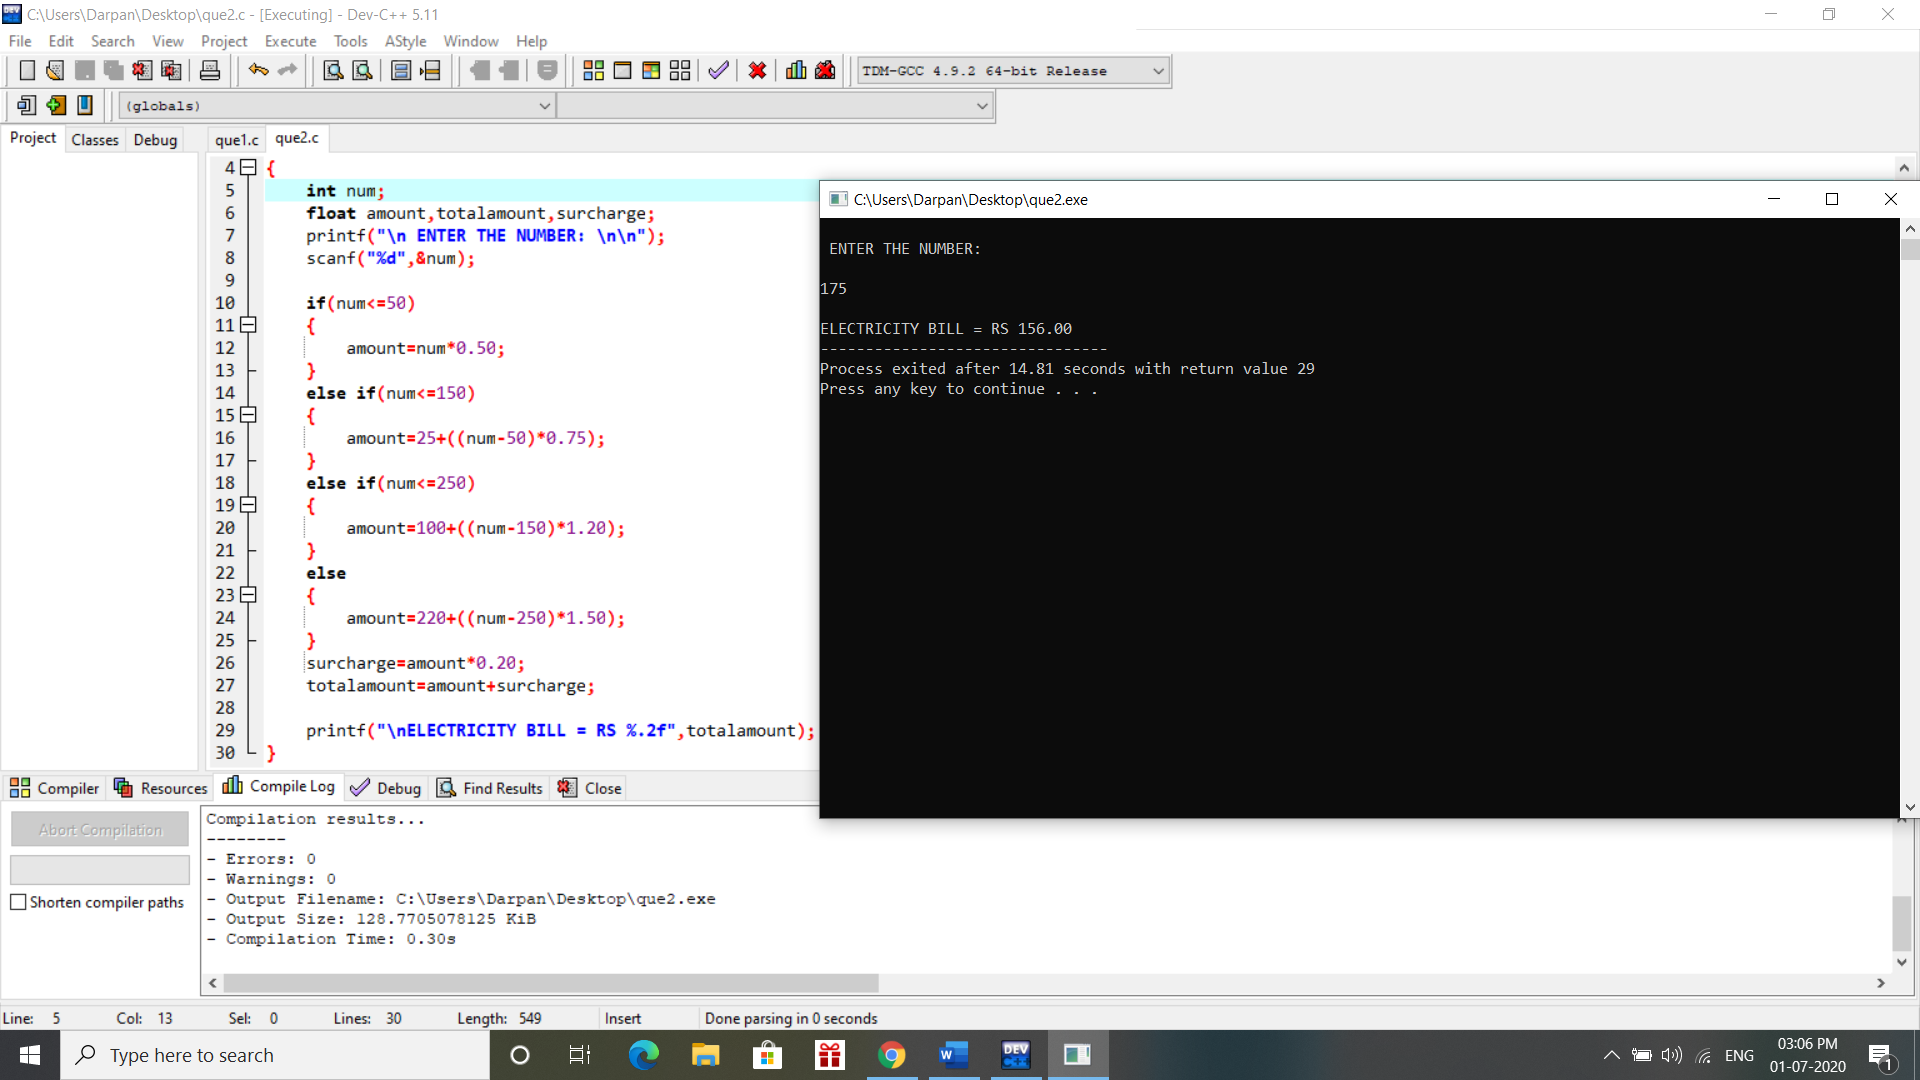 C:\Users\Darpan\Desktop\que2.c - [Executing] - Dev-C++ 5.11
File Edit Search View Project Execute Tools AStyle Window Help
TDM-GCC 4.9.2 64-bit Release
(globals)
Project Classes Debug que1.c que2.c
4 {
5 int num;
6 float amount,totalamount,surcharge;
7 printf("\n ENTER THE NUMBER: \n\n");
8 scanf("%d",&num);
9
10 if(num<=50)
11 {
12 amount=num*0.50;
13 }
14 else if(num<=150)
15 {
16 amount=25+((num-50)*0.75);
17 }
18 else if(num<=250)
19 {
20 amount=100+((num-150)*1.20);
21 }
22 else
23 {
24 amount=220+((num-250)*1.50);
25 }
26 surcharge=amount*0.20;
27 totalamount=amount+surcharge;
28
29 printf("\nELECTRICITY BILL = RS %.2f",totalamount);
30 }
C:\Users\Darpan\Desktop\que2.exe
ENTER THE NUMBER:
175
ELECTRICITY BILL = RS 156.00
--------------------------------
Process exited after 14.81 seconds with return value 29
Press any key to continue . . .
Compiler Resources Compile Log Debug Find Results Close
Abort Compilation
Shorten compiler paths
Compilation results...
--------
- Errors: 0
- Warnings: 0
- Output Filename: C:\Users\Darpan\Desktop\que2.exe
- Output Size: 128.7705078125 KiB
- Compilation Time: 0.30s
Line: 5 Col: 13 Sel: 0 Lines: 30 Length: 549 Insert Done parsing in 0 seconds
Type here to search
DEV C++
W
ENG
03:06 PM
01-07-2020
1